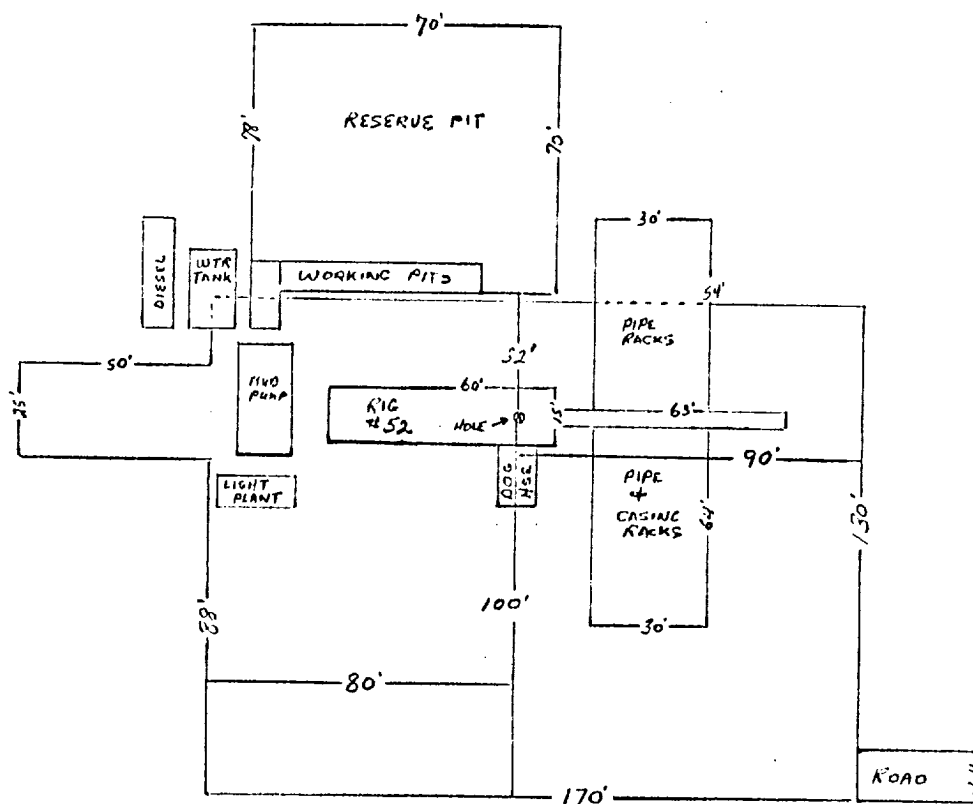 70'
RESERVE PIT
78'
70'
30'
DIESEL
WTR
TANK
WORKING PITS
54'
PIPE
RACKS
50'
52'
25'
MUD
PUMP
60'
RIG
#52
HOLE
15'
63'
90'
LIGHT
PLANT
DOG
HSE
PIPE
+
CASING
RACKS
64'
130'
88'
100'
30'
80'
ROAD
170'